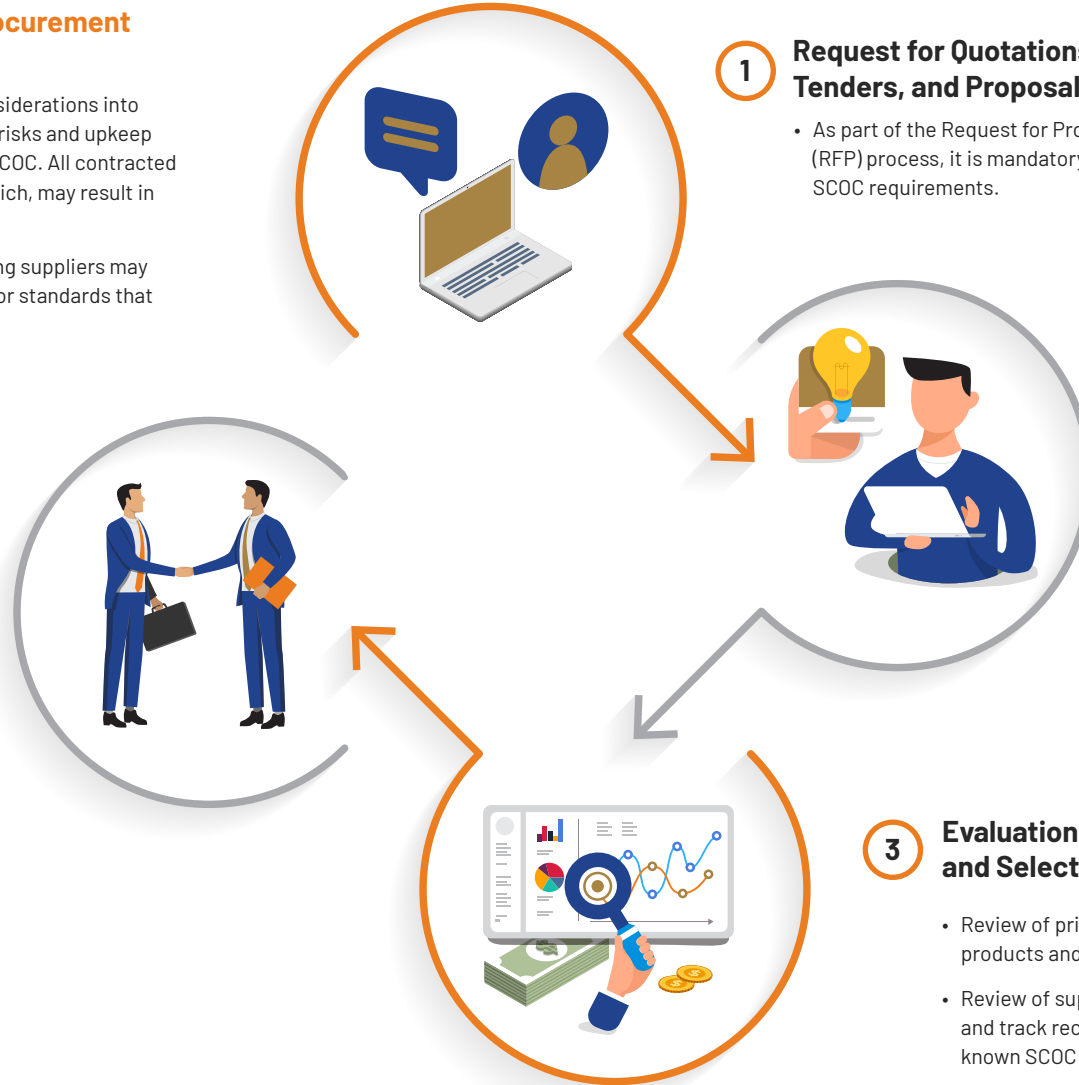 ocurement
siderations into
risks and upkeep
COC. All contracted
ich, may result in
ng suppliers may
or standards that
1
Request for Quotations
Tenders, and Proposal
• As part of the Request for Pro
(RFP) process, it is mandatory
SCOC requirements.
3
Evaluation
and Select
• Review of pri
products and
• Review of sup
and track rec
known SCOC